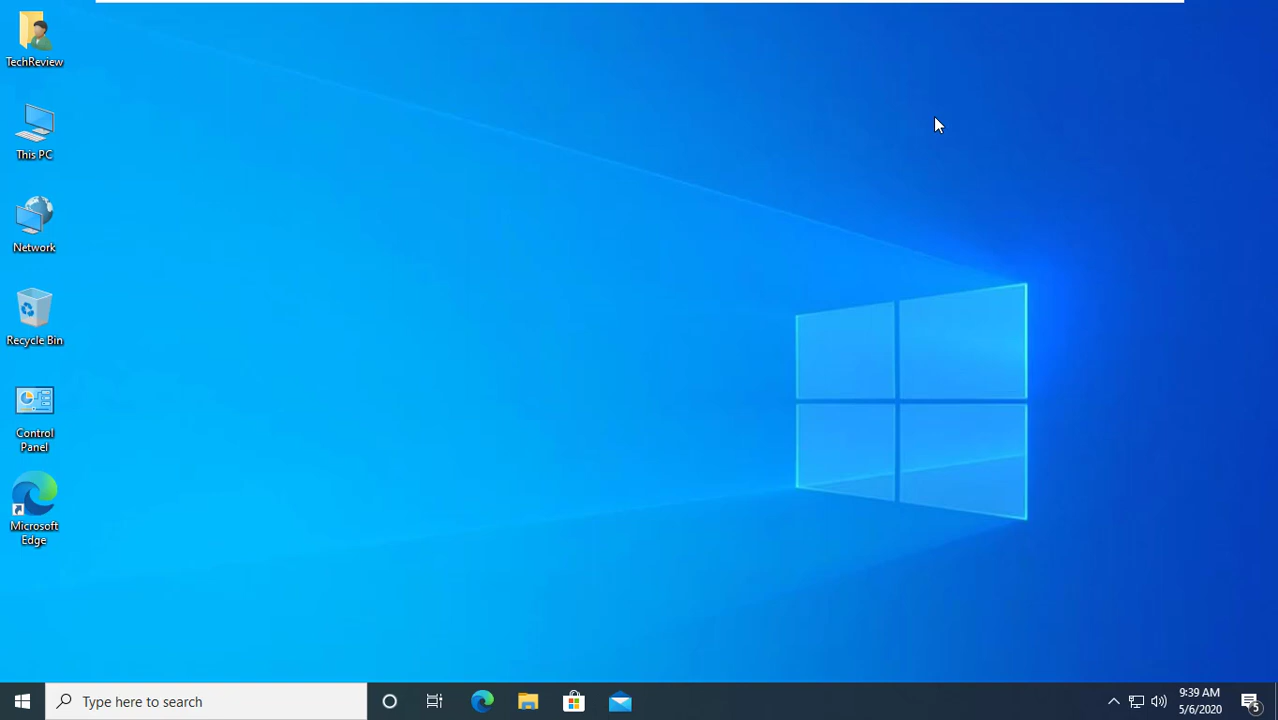 TechReview
This PC
Network
Recycle Bin
Control
Panel
Microsoft
Edge
Type here to search
9:39 AM
5/6/2020
5